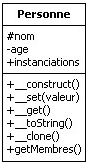 Personne
#nom
-age
+instanciations
+__construct()
+__set(valeur)
+__get()
+__toString()
+__clone()
+getMembres()